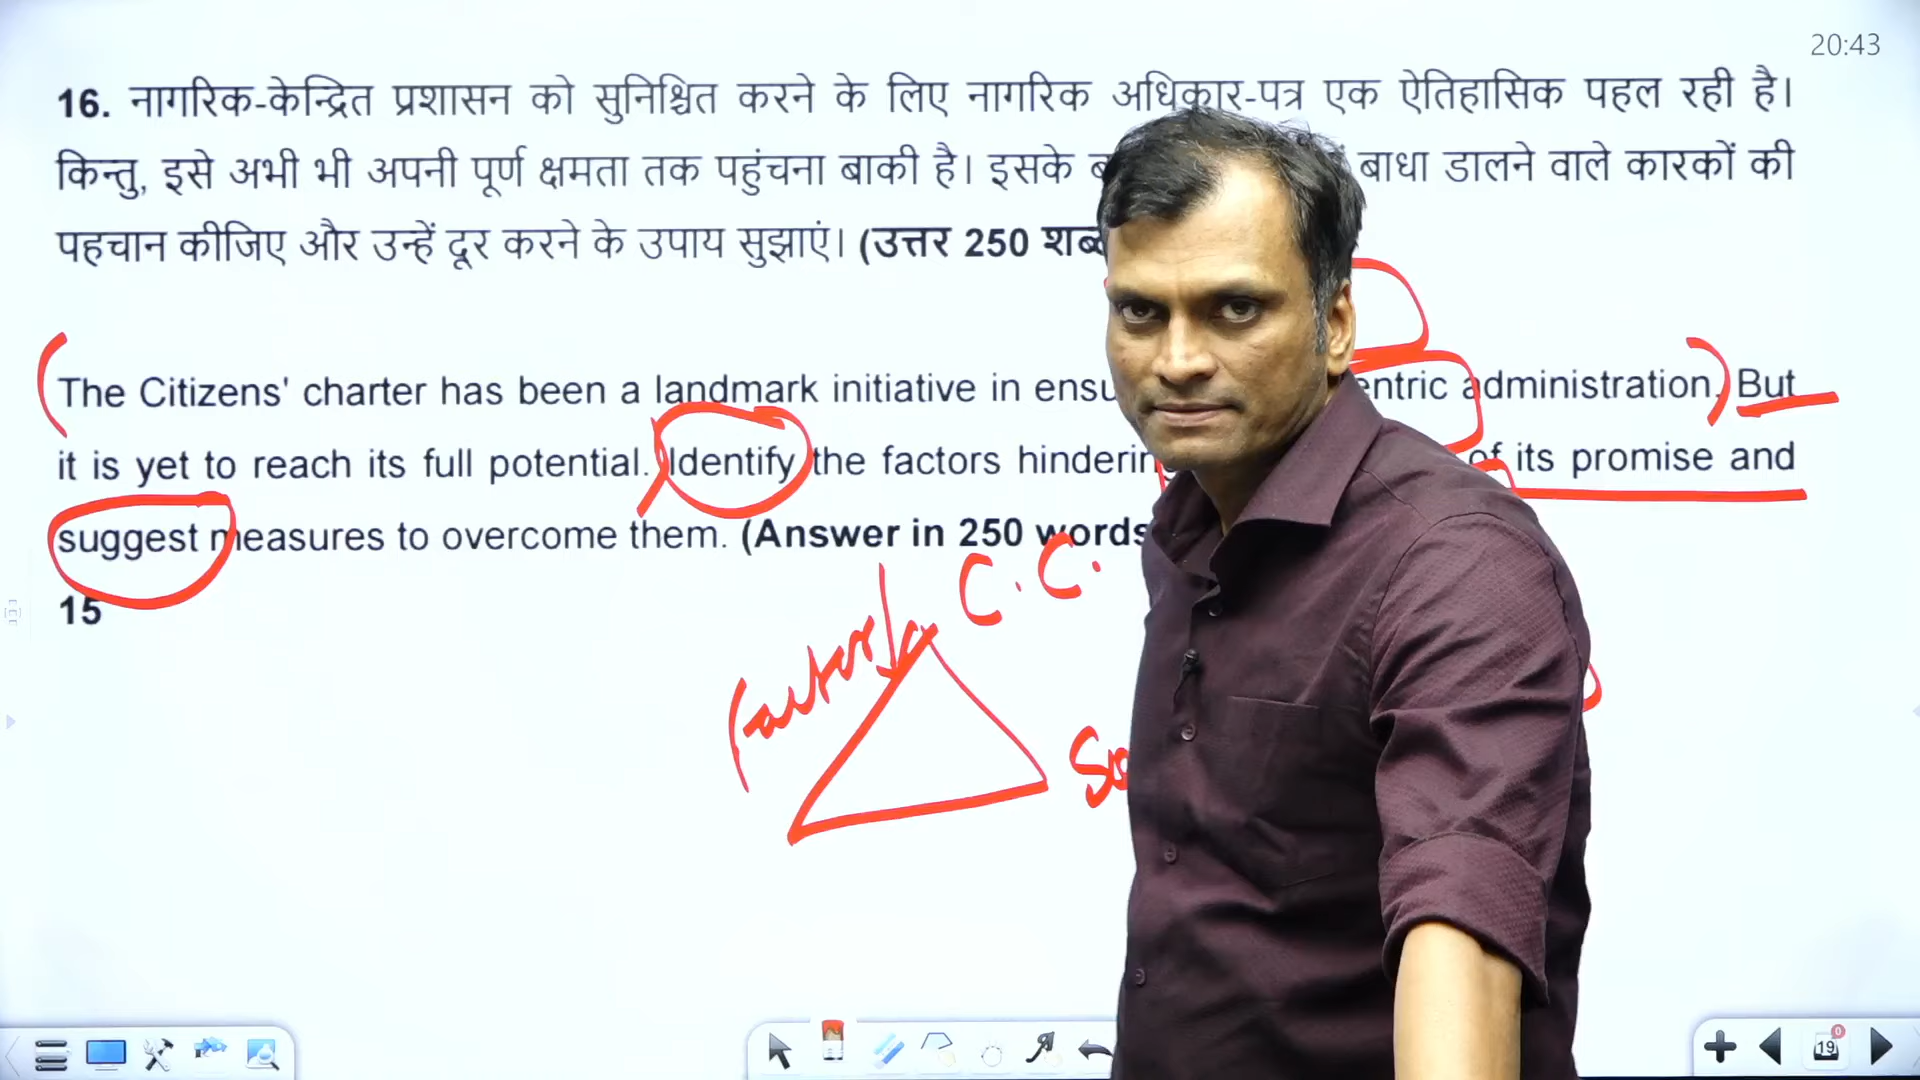 20:43
16. नागरिक-केन्द्रित प्रशासन को सुनिश्चित करने के लिए नागरिक अधिकार-पत्र एक ऐतिहासिक पहल रही है।
किन्तु, इसे अभी भी अपनी पूर्ण क्षमता तक पहुंचना बाकी है। इसके बाधा डालने वाले कारकों की
पहचान कीजिए और उन्हें दूर करने के उपाय सुझाएं। (उत्तर 250
The Citizens' charter has been a landmark initiative in administration. But
it is yet to reach its full potential. Identify the factors of its promise and
suggest measures to overcome them. (Answer in 250 words
15
C.C.
factors
19